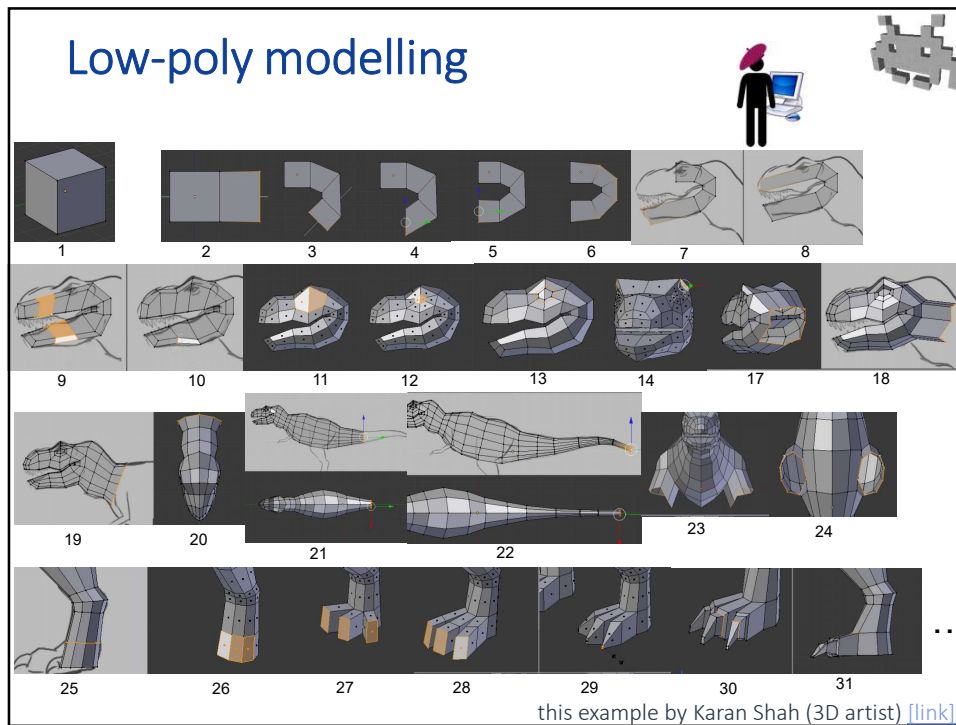 Low-poly modelling
1 2 3 4 5 6 7 8
9 10 11 12 13 14 17 18
19 20 21 22 23 24
25 26 27 28 29 30 31 ..
this example by Karan Shah (3D artist) [link]